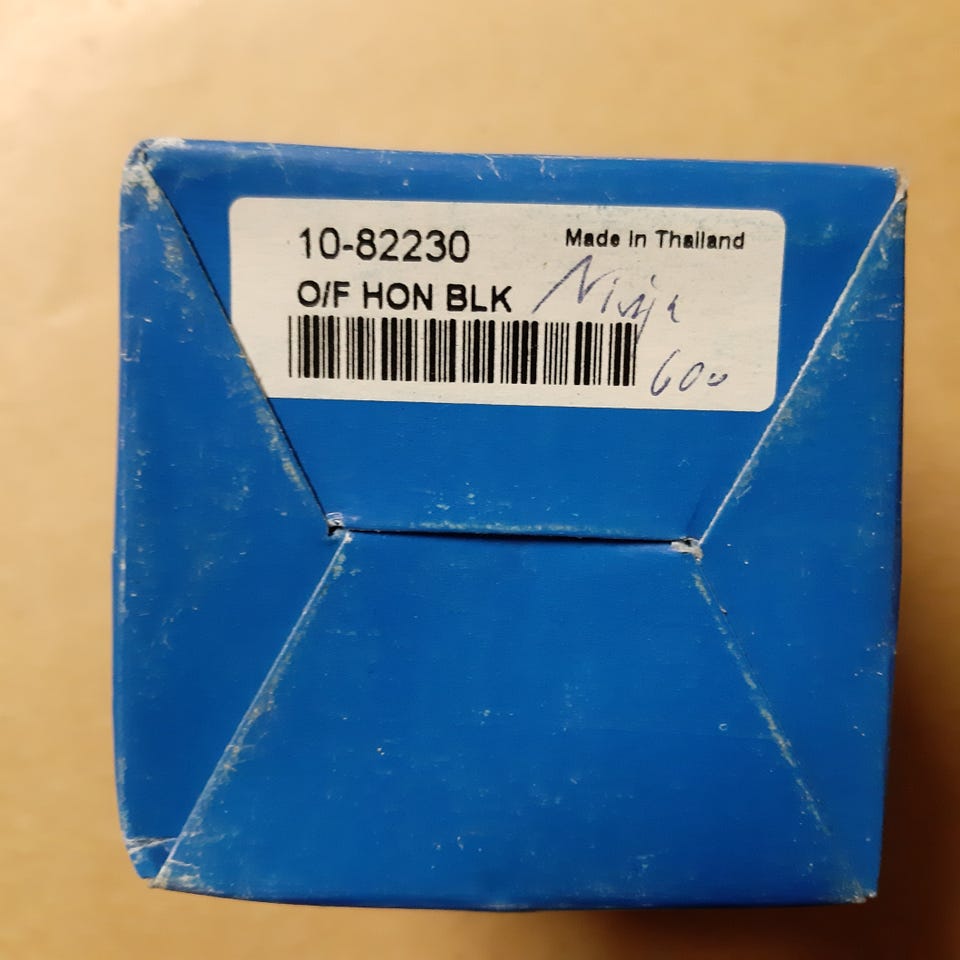 10-82230
Made In Thailand
O/F HON BLK
Ninja
600